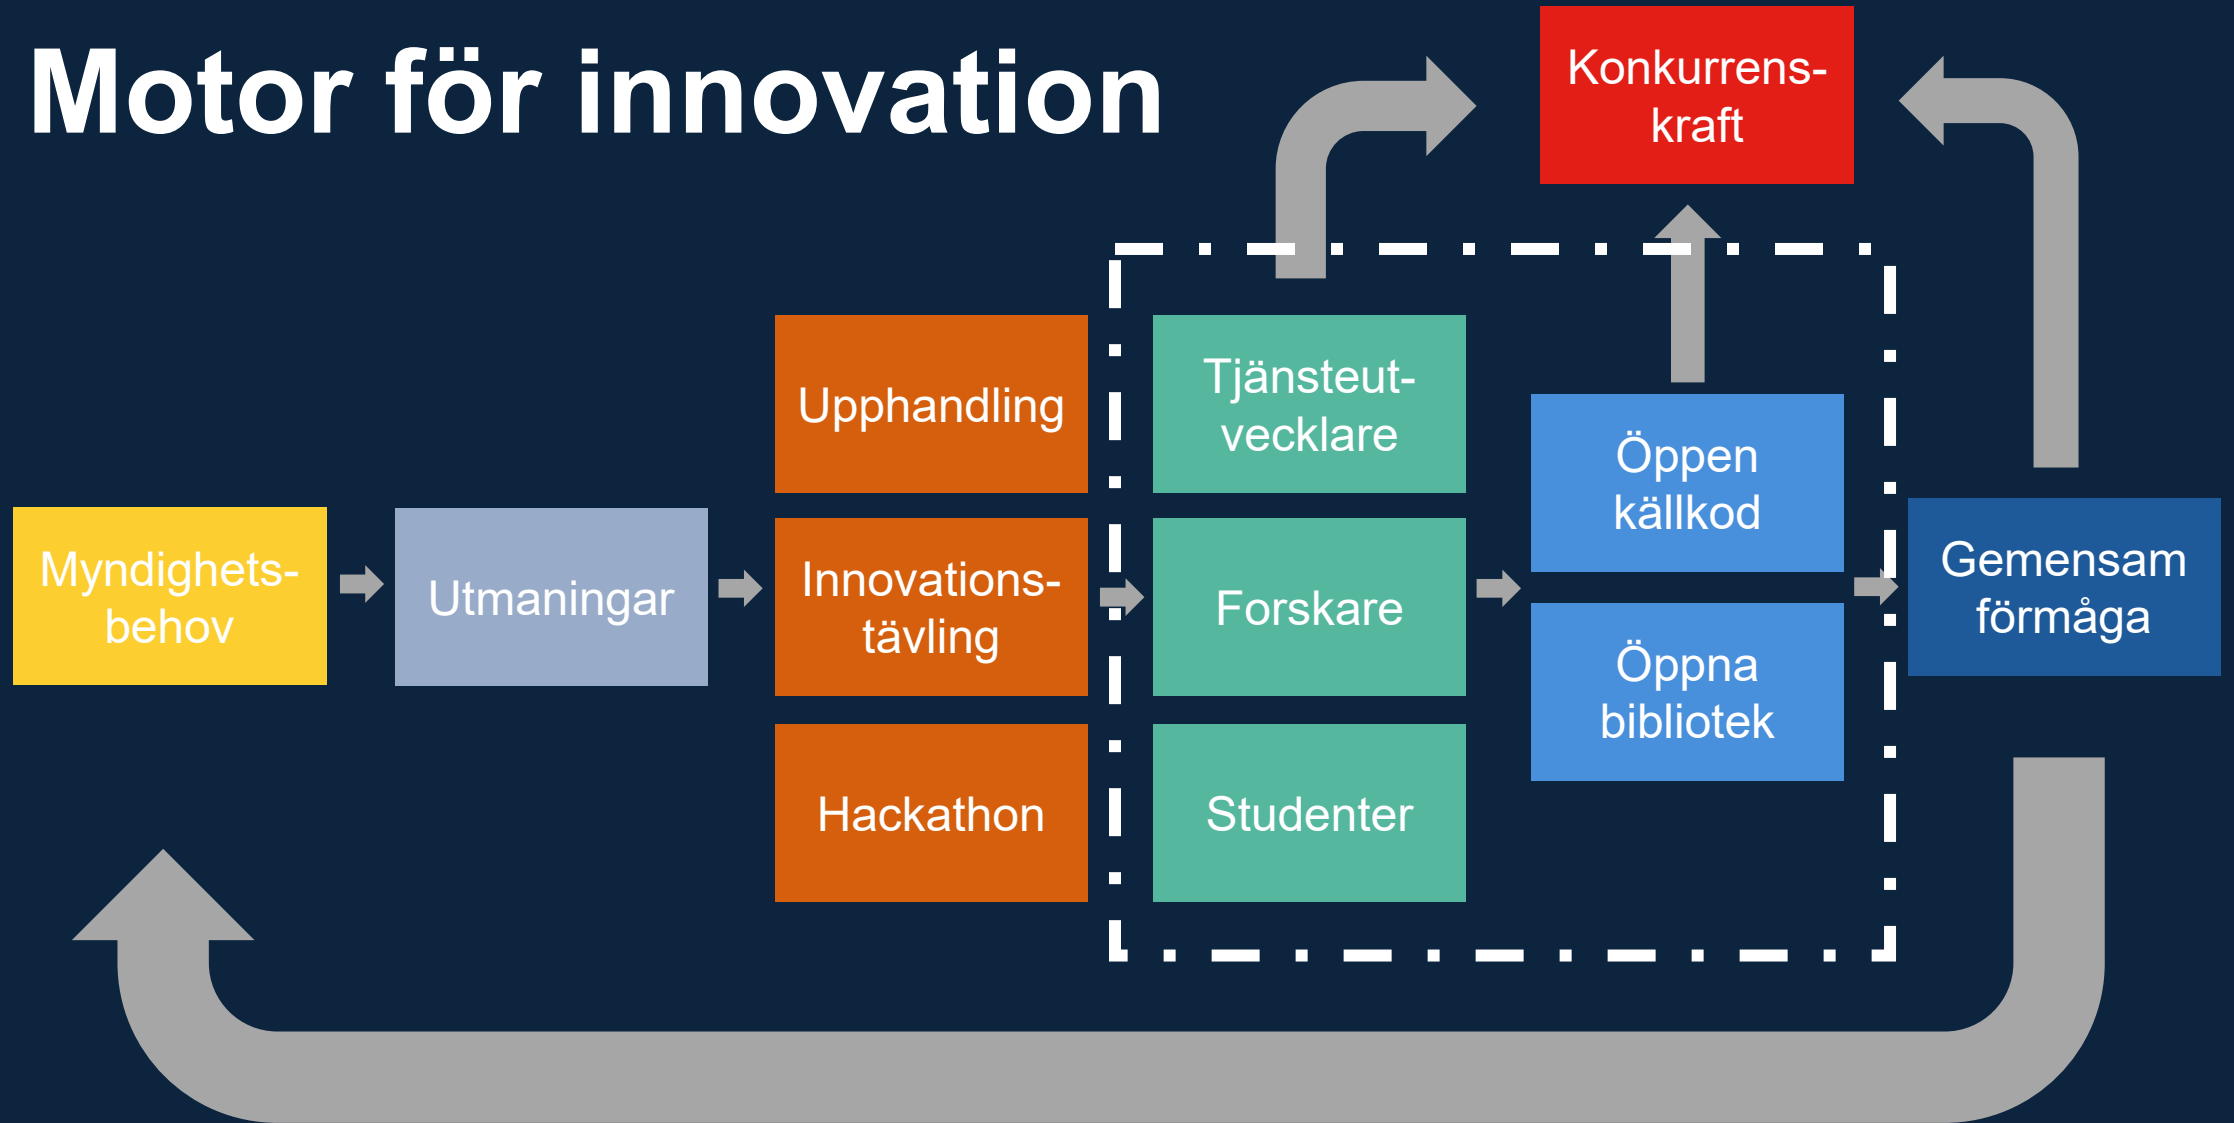 Motor för innovation
Konkurrens-
kraft
Upphandling
Tjänsteut-
vecklare
Öppen
källkod
Myndighets-
behov
Utmaningar
Innovations-
tävling
Forskare
Gemensam
förmåga
Öppna
bibliotek
Hackathon
Studenter